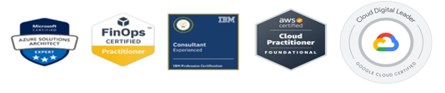 Microsoft
CERTIFIED
AZURE SOLUTIONS
ARCHITECT
EXPERT
FinOps
CERTIFIED
Practitioner
IBM
Consultant
Experienced
IBM Profession Certification
aws
certified
Cloud
Practitioner
FOUNDATIONAL
Cloud Digital Leader
GOOGLE CLOUD CERTIFIED